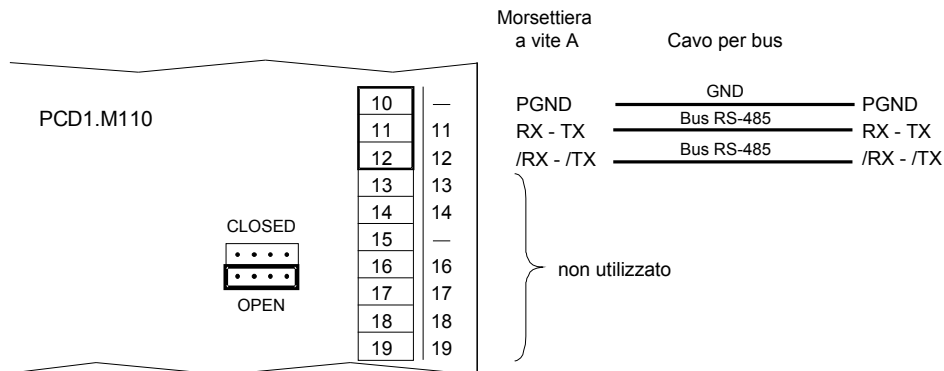 Morsettiera
a vite A
Cavo per bus
PCD1.M110
10 — PGND GND PGND
11 11 RX - TX Bus RS-485 RX - TX
12 12 /RX - /TX Bus RS-485 /RX - /TX
13 13
14 14
15 —
16 16
17 17
18 18
19 19
non utilizzato
CLOSED
OPEN